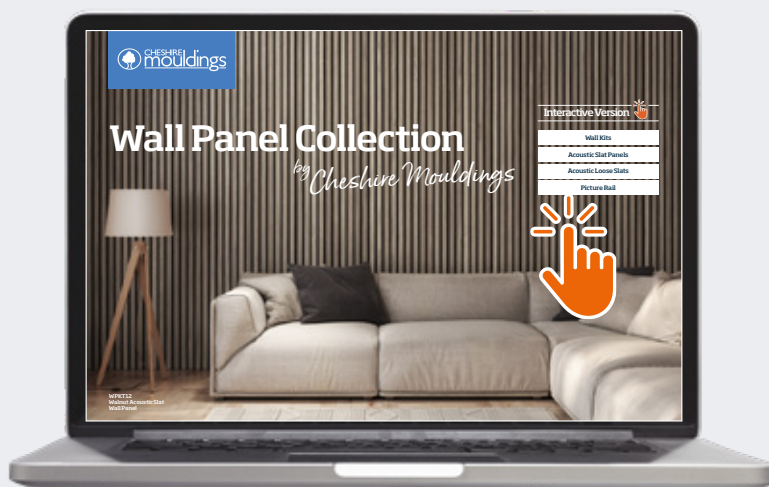 CHESHIRE
mouldings
Wall Panel Collection
by Cheshire Mouldings
Interactive Version
Wall Kits
Acoustic Slat Panels
Acoustic Loose Slats
Picture Rail
WPKT12
Walnut Acoustic Slat
Wall Panel